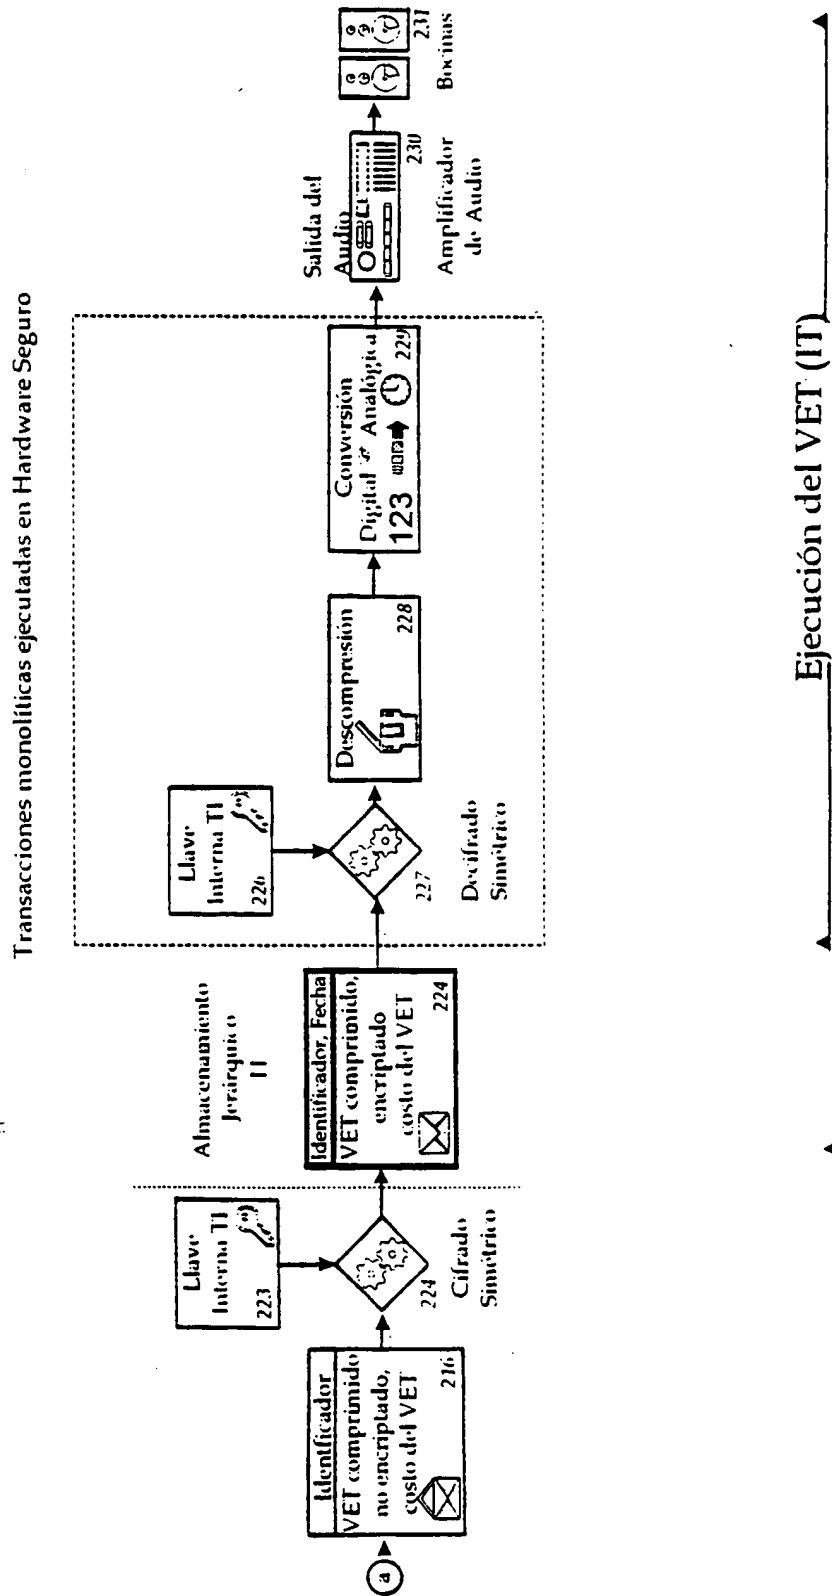 Transacciones monolíticas ejecutadas en Hardware Seguro
a
Identficador
VET comprimido
no encriptado,
costo del VET
216
Llave
Interna TI
223
224
Cifrado
Simétrico
Almacenamiento
Jerárquico
TI
Identificador, Fecha
VET comprimido,
encriptado
costo del VET
224
Llave
Interna TI
226
227
Decifrado
Simétrico
Descompresión
228
Conversión
Digital Analógica
123
229
Salida del
Audio
230
Amplificador
de Audio
231
Bocinas
Ejecución del VET (IT)